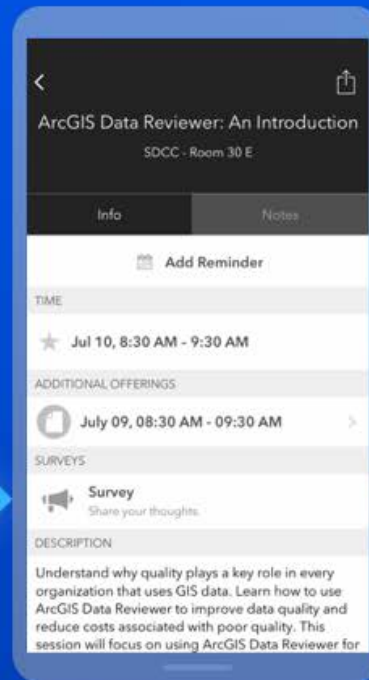 ArcGIS Data Reviewer: An Introduction
SDCC - Room 30 E
Info
Notes
Add Reminder
TIME
Jul 10, 8:30 AM - 9:30 AM
ADDITIONAL OFFERINGS
July 09, 08:30 AM - 09:30 AM
SURVEYS
Survey
Share your thoughts.
DESCRIPTION
Understand why quality plays a key role in every
organization that uses GIS data. Learn how to use
ArcGIS Data Reviewer to improve data quality and
reduce costs associated with poor quality. This
session will focus on using ArcGIS Data Reviewer for